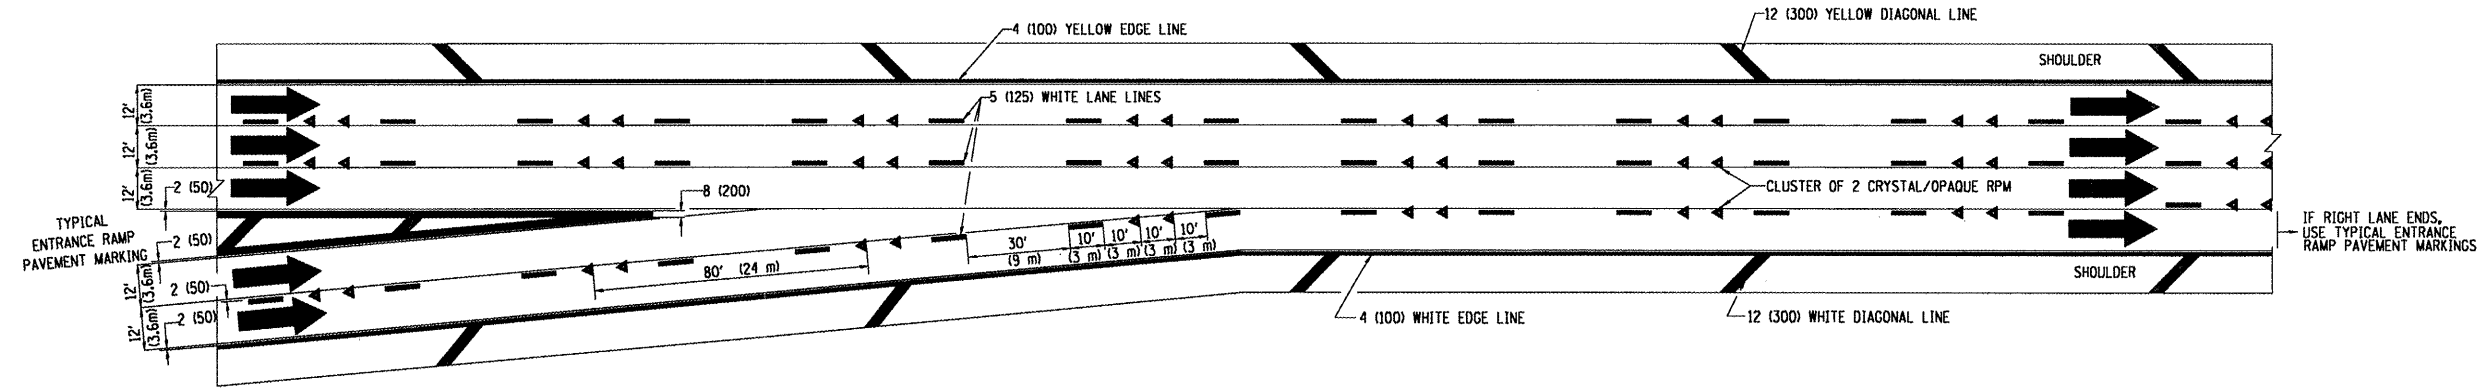 12 (300) YELLOW DIAGONAL LINE
4 (100) YELLOW EDGE LINE
SHOULDER
5 (125) WHITE LANE LINES
12'
(3.6m)
12'
(3.6m)
12'
(3.6m)
2 (50)
8 (200)
CLUSTER OF 2 CRYSTAL/OPAQUE RPM
TYPICAL
ENTRANCE RAMP
PAVEMENT MARKING
2 (50)
IF RIGHT LANE ENDS,
USE TYPICAL ENTRANCE
RAMP PAVEMENT MARKINGS
30'
(9 m)
10'
(3 m)
10'
(3 m)
10'
(3 m)
10'
(3 m)
80' (24 m)
SHOULDER
12'
(3.6m)
2 (50)
12'
(3.6m)
2 (50)
4 (100) WHITE EDGE LINE
12 (300) WHITE DIAGONAL LINE